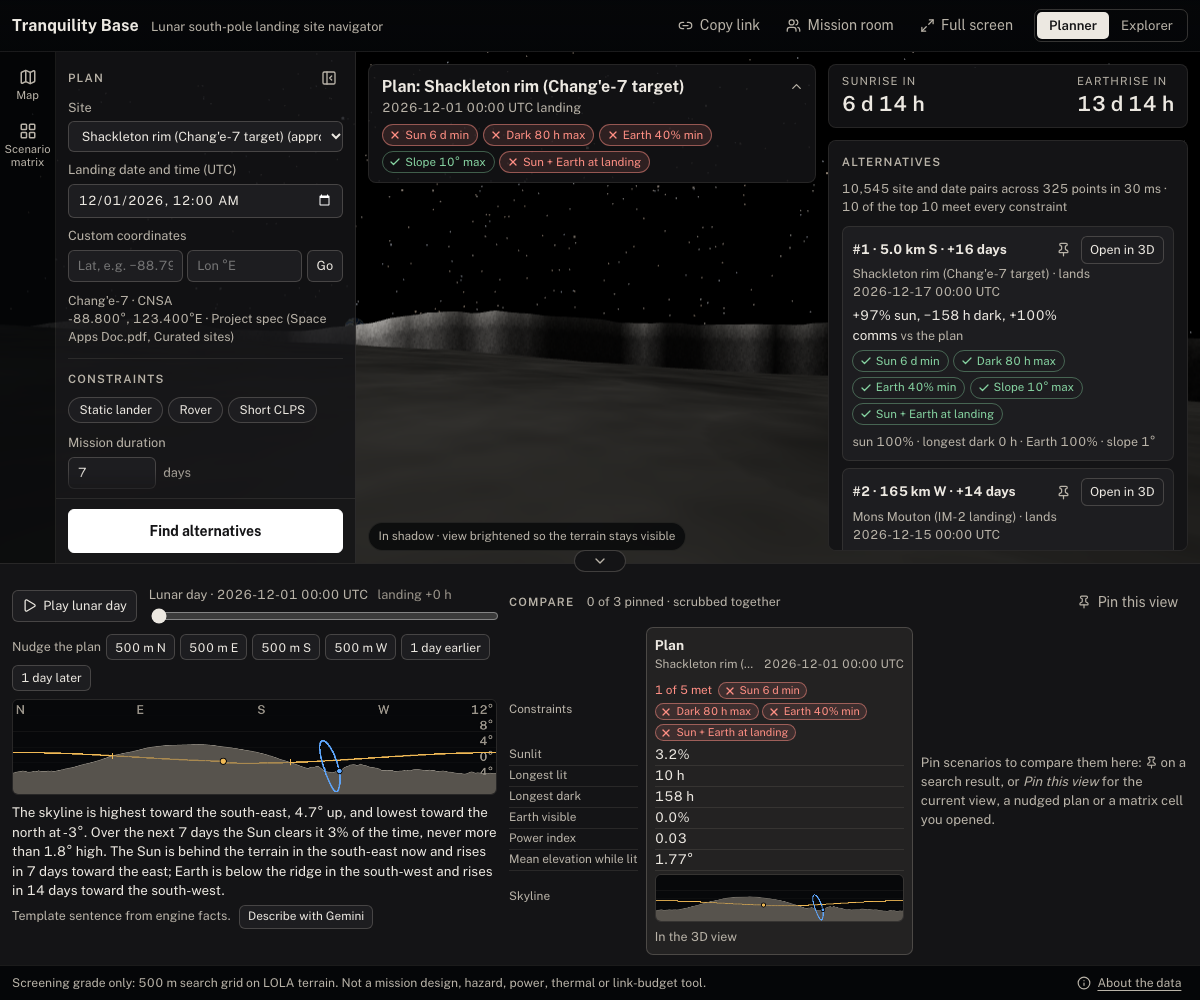 Tranquility Base Lunar south-pole landing site navigator
Copy link
Mission room
Full screen
Planner
Explorer
Map
Scenario
matrix
PLAN
Site
Shackleton rim (Chang'e-7 target) (appro
Landing date and time (UTC)
12/01/2026, 12:00 AM
Custom coordinates
Lat, e.g. −88.79
Lon °E
Go
Chang'e-7 · CNSA
-88.800°, 123.400°E · Project spec (Space
Apps Doc.pdf, Curated sites)
CONSTRAINTS
Static lander
Rover
Short CLPS
Mission duration
7 days
Find alternatives
Plan: Shackleton rim (Chang'e-7 target)
2026-12-01 00:00 UTC landing
Sun 6 d min
Dark 80 h max
Earth 40% min
Slope 10° max
Sun + Earth at landing
In shadow · view brightened so the terrain stays visible
SUNRISE IN
6 d 14 h
EARTHRISE IN
13 d 14 h
ALTERNATIVES
10,545 site and date pairs across 325 points in 30 ms ·
10 of the top 10 meet every constraint
#1 · 5.0 km S · +16 days
Open in 3D
Shackleton rim (Chang'e-7 target) · lands
2026-12-17 00:00 UTC
+97% sun, −158 h dark, +100%
comms vs the plan
Sun 6 d min
Dark 80 h max
Earth 40% min
Slope 10° max
Sun + Earth at landing
sun 100% · longest dark 0 h · Earth 100% · slope 1°
#2 · 165 km W · +14 days
Open in 3D
Mons Mouton (IM-2 landing) · lands
2026-12-15 00:00 UTC
Play lunar day
Lunar day · 2026-12-01 00:00 UTC landing +0 h
Nudge the plan
500 m N
500 m E
500 m S
500 m W
1 day earlier
1 day later
N
E
S
W
12°
8°
4°
0°
The skyline is highest toward the south-east, 4.7° up, and lowest toward the
north at -3°. Over the next 7 days the Sun clears it 3% of the time, never more
than 1.8° high. The Sun is behind the terrain in the south-east now and rises
in 7 days toward the east; Earth is below the ridge in the south-west and rises
in 14 days toward the south-west.
Template sentence from engine facts.
Describe with Gemini
COMPARE 0 of 3 pinned · scrubbed together
Pin this view
Plan
Shackleton rim (... 2026-12-01 00:00 UTC
Constraints
1 of 5 met
Sun 6 d min
Dark 80 h max
Earth 40% min
Sun + Earth at landing
Sunlit 3.2%
Longest lit 10 h
Longest dark 158 h
Earth visible 0.0%
Power index 0.03
Mean elevation while lit 1.77°
Skyline
In the 3D view
Pin scenarios to compare them here: on a
search result, or Pin this view for the
current view, a nudged plan or a matrix cell
you opened.
Screening grade only: 500 m search grid on LOLA terrain. Not a mission design, hazard, power, thermal or link-budget tool.
About the data